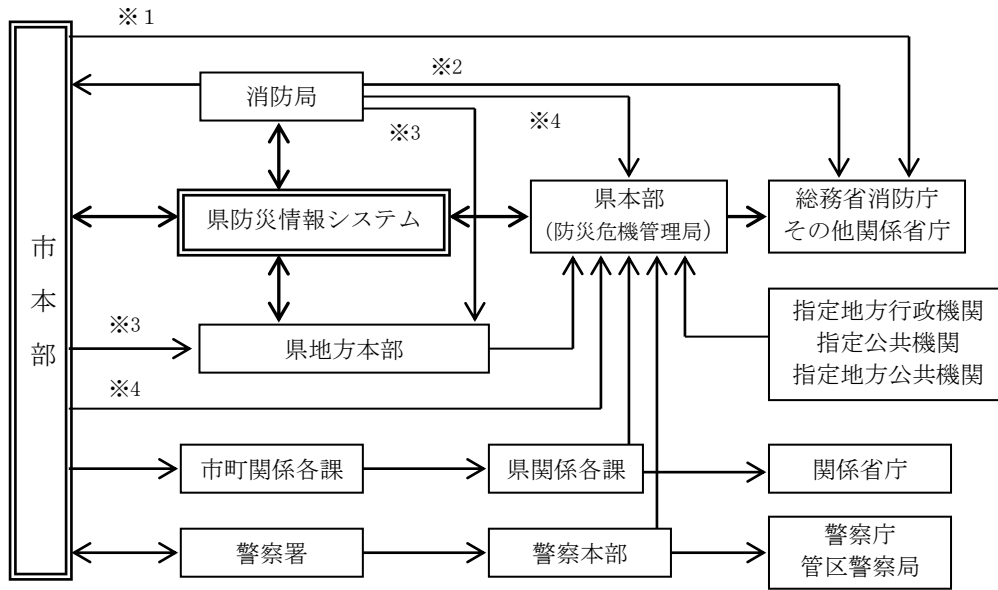 ※1
※2
消防局
※3
※4
県防災情報システム
県本部
(防災危機管理局)
総務省消防庁
その他関係省庁
市本部
指定地方行政機関
指定公共機関
指定地方公共機関
※3
県地方本部
※4
市町関係各課
県関係各課
関係省庁
警察署
警察本部
警察庁
管区警察局